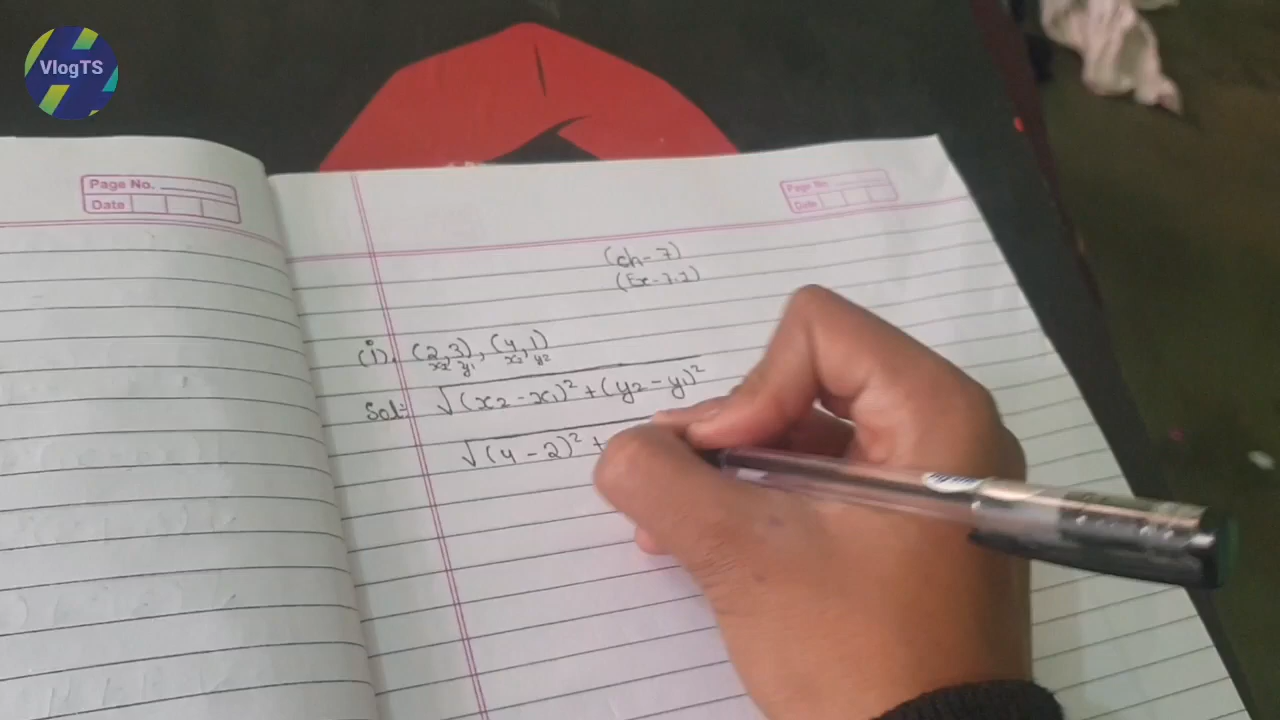 VlogTS
Page No.
Date
Page No.
Date
(ch-7)
(Ex-7.1)
(i). (2,3), (4,1)
x2 y1 x2 y2
Sol:- √(x2-x1)²+(y2-y1)²
√(4-2)²+